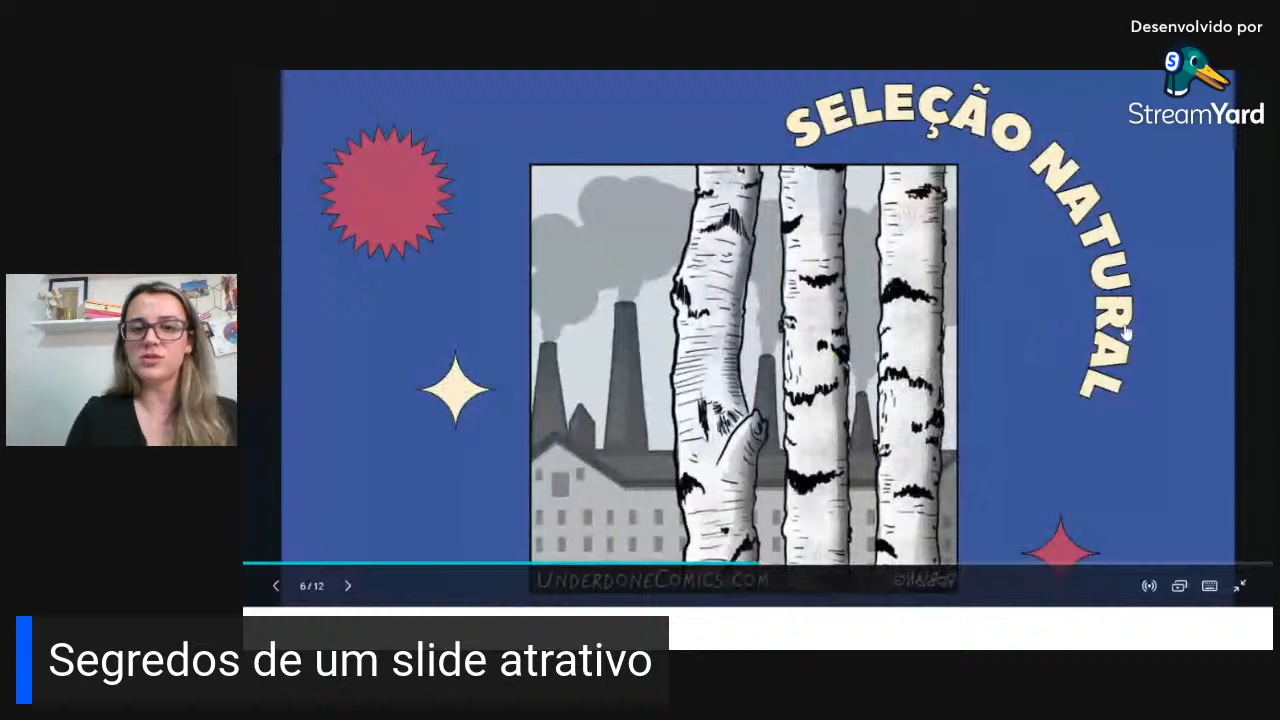 Desenvolvido por
StreamYard
SELEÇÃO NATURAL
UNDERDONECOMICS.COM
6/12
Segredos de um slide atrativo